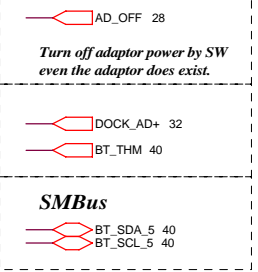 AD_OFF 28
Turn off adaptor power by SW
even the adaptor does exist.
DOCK_AD+ 32
BT_THM 40
SMBus
BT_SDA_5 40
BT_SCL_5 40